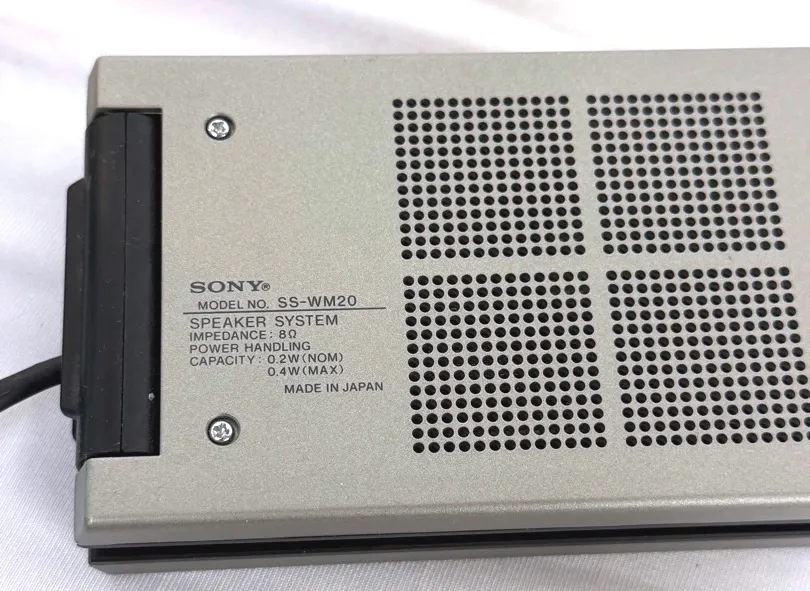 SONY®
MODEL NO. SS-WM20
SPEAKER SYSTEM
IMPEDANCE: 8Ω
POWER HANDLING
CAPACITY: 0.2W(NOM)
0.4W(MAX)
MADE IN JAPAN